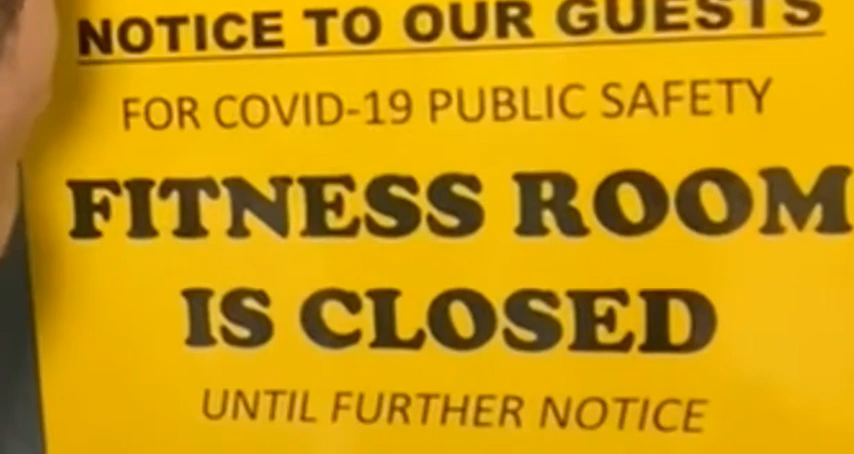 NOTICE TO OUR GUESTS
FOR COVID-19 PUBLIC SAFETY
FITNESS ROOM
IS CLOSED
UNTIL FURTHER NOTICE